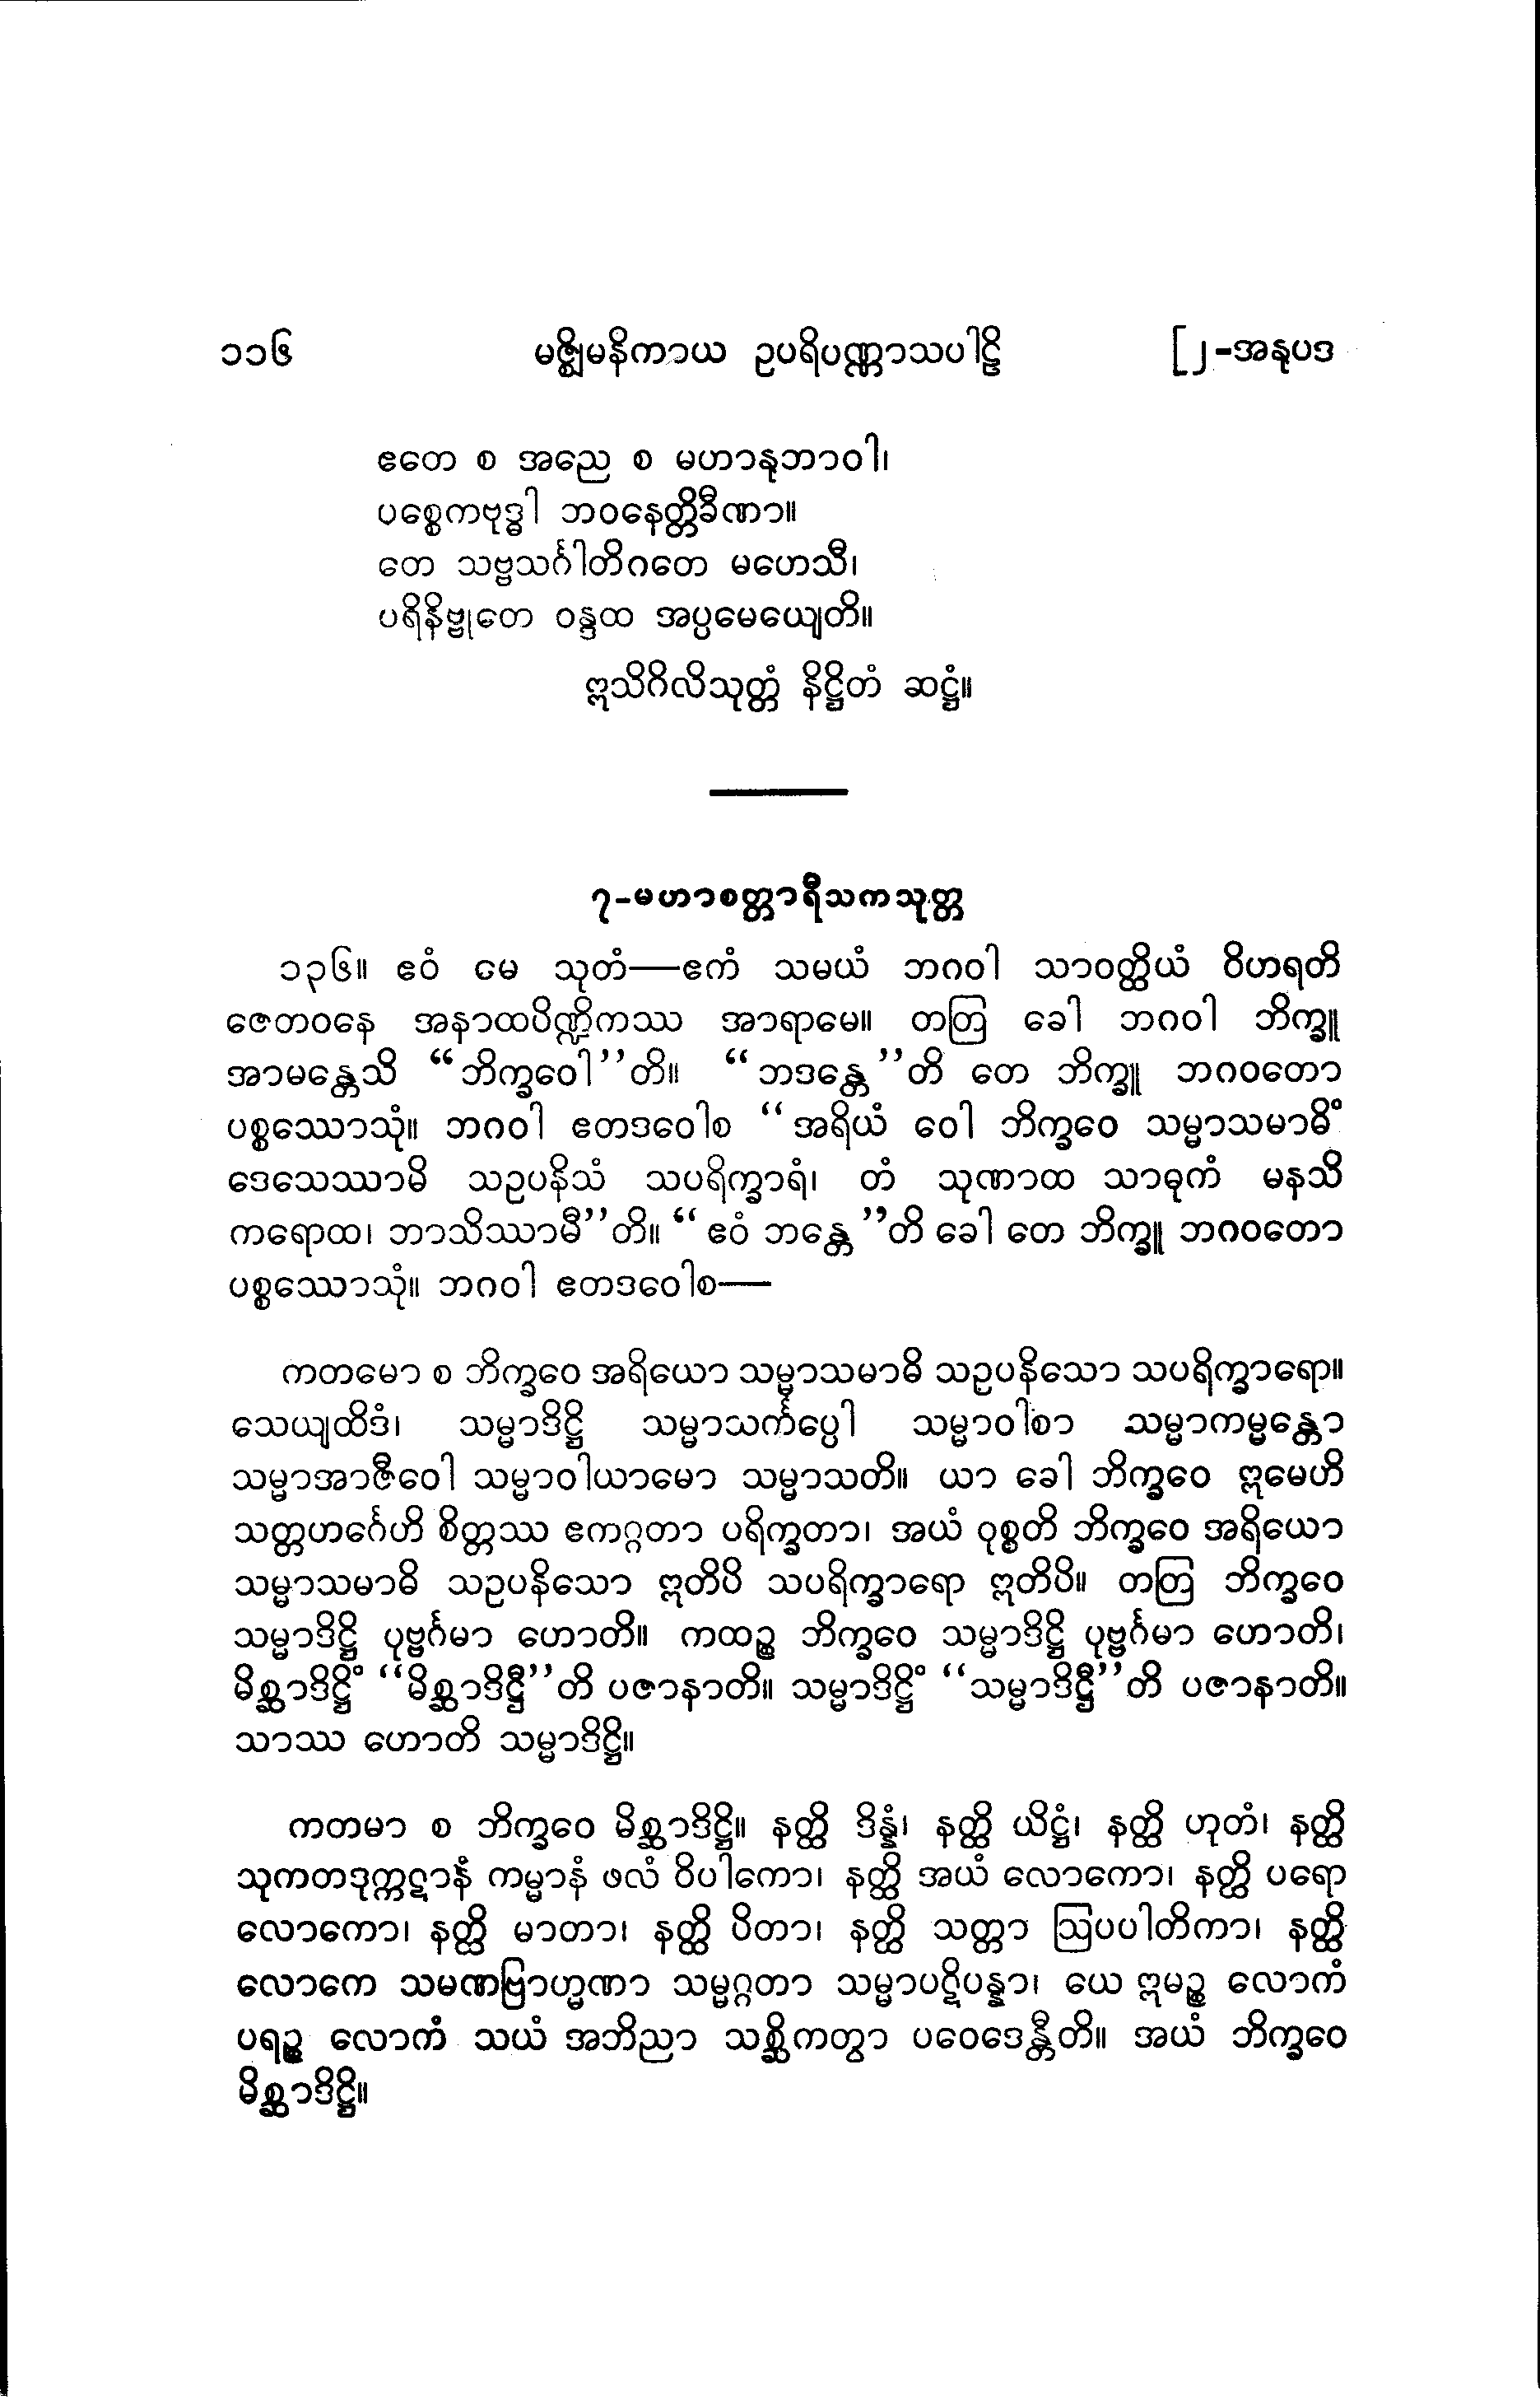 ၁၁၆ မဇ္ဈိမနိကာယ ဥပရိပဏ္ဏာသပါဠိ [၂-အနုပဒ
ဧတေ စ အညေ စ မဟာနုဘာဝါ၊
ပစ္စေကဗုဒ္ဓါ ဘဝနေတ္တိခီဏာ။
တေ သဗ္ဗသင်္ဂါတိဂတေ မဟေသီ၊
ပရိနိဗ္ဗုတေ ဝန္ဒထ အပ္ပမေယျေတိ။
ဣသိဂိလိသုတ္တံ နိဋ္ဌိတံ ဆဋ္ဌံ။
၇-မဟာစတ္တာရီသကသုတ္တ
၁၃၆။ ဧဝံ မေ သုတံ—ဧကံ သမယံ ဘဂဝါ သာဝတ္ထိယံ ဝိဟရတိ
ဇေတဝနေ အနာထပိဏ္ဍိကဿ အာရာမေ။ တတြ ခေါ ဘဂဝါ ဘိက္ခူ
အာမန္တေသိ “ဘိက္ခဝေါ”တိ။ “ဘဒန္တေ”တိ တေ ဘိက္ခူ ဘဂဝတော
ပစ္စဿောသုံ။ ဘဂဝါ ဧတဒဝေါစ “အရိယံ ဝေါ ဘိက္ခဝေ သမ္မာသမာဓိံ
ဒေသေဿာမိ သဥပနိသံ သပရိက္ခာရံ၊ တံ သုဏာထ သာဓုကံ မနသိ
ကရောထ၊ ဘာသိဿာမီ”တိ။ “ဧဝံ ဘန္တေ”တိ ခေါ တေ ဘိက္ခူ ဘဂဝတော
ပစ္စဿောသုံ။ ဘဂဝါ ဧတဒဝေါစ—
ကတမော စ ဘိက္ခဝေ အရိယော သမ္မာသမာဓိ သဥပနိသော သပရိက္ခာရော။
သေယျထိဒံ၊ သမ္မာဒိဋ္ဌိ သမ္မာသင်္ကပ္ပေါ သမ္မာဝါစာ သမ္မာကမ္မန္တော
သမ္မာအာဇီဝေါ သမ္မာဝါယာမော သမ္မာသတိ။ ယာ ခေါ ဘိက္ခဝေ ဣမေဟိ
သတ္တဟင်္ဂေဟိ စိတ္တဿ ဧကဂ္ဂတာ ပရိက္ခတာ၊ အယံ ဝုစ္စတိ ဘိက္ခဝေ အရိယော
သမ္မာသမာဓိ သဥပနိသော ဣတိပိ သပရိက္ခာရော ဣတိပိ။ တတြ ဘိက္ခဝေ
သမ္မာဒိဋ္ဌိ ပုဗ္ဗင်္ဂမာ ဟောတိ။ ကထဉ္စ ဘိက္ခဝေ သမ္မာဒိဋ္ဌိ ပုဗ္ဗင်္ဂမာ ဟောတိ၊
မိစ္ဆာဒိဋ္ဌိံ “မိစ္ဆာဒိဋ္ဌီ”တိ ပဇာနာတိ။ သမ္မာဒိဋ္ဌိံ “သမ္မာဒိဋ္ဌီ”တိ ပဇာနာတိ။
သာဿ ဟောတိ သမ္မာဒိဋ္ဌိ။
ကတမာ စ ဘိက္ခဝေ မိစ္ဆာဒိဋ္ဌိ။ နတ္ထိ ဒိန္နံ၊ နတ္ထိ ယိဋ္ဌံ၊ နတ္ထိ ဟုတံ၊ နတ္ထိ
သုကတဒုက္ကဋာနံ ကမ္မာနံ ဖလံ ဝိပါကော၊ နတ္ထိ အယံ လောကော၊ နတ္ထိ ပရော
လောကော၊ နတ္ထိ မာတာ၊ နတ္ထိ ပိတာ၊ နတ္ထိ သတ္တာ ဩပပါတိကာ၊ နတ္ထိ
လောကေ သမဏဗြာဟ္မဏာ သမ္မဂ္ဂတာ သမ္မာပဋိပန္နာ၊ ယေ ဣမဉ္စ လောကံ
ပရဉ္စ လောကံ သယံ အဘိညာ သစ္ဆိကတွာ ပဝေဒေန္တီတိ။ အယံ ဘိက္ခဝေ
မိစ္ဆာဒိဋ္ဌိ။